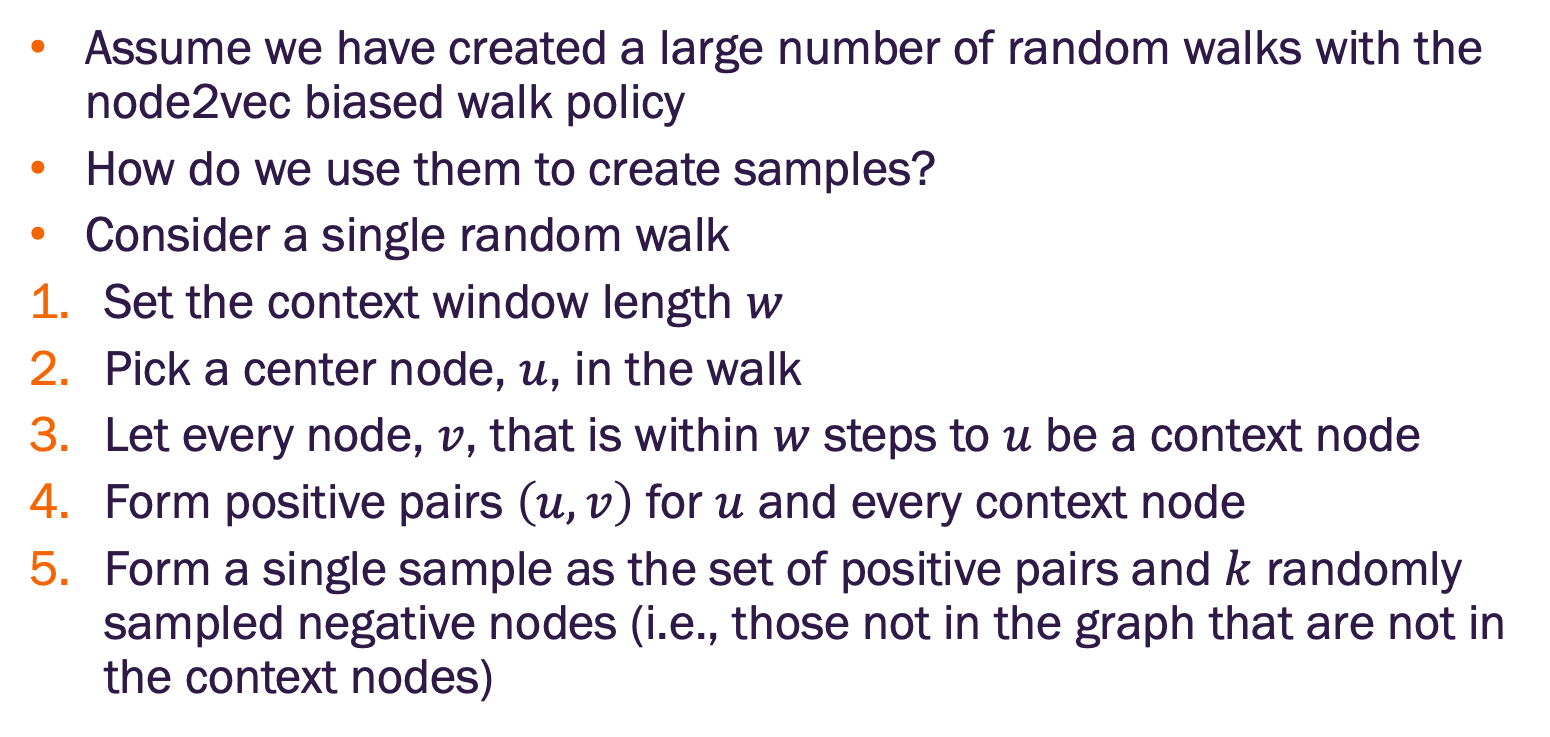 • Assume we have created a large number of random walks with the
node2vec biased walk policy
• How do we use them to create samples?
• Consider a single random walk
1. Set the context window length w
2. Pick a center node, u, in the walk
3. Let every node, v, that is within w steps to u be a context node
4. Form positive pairs (u, v) for u and every context node
5. Form a single sample as the set of positive pairs and k randomly
sampled negative nodes (i.e., those not in the graph that are not in
the context nodes)